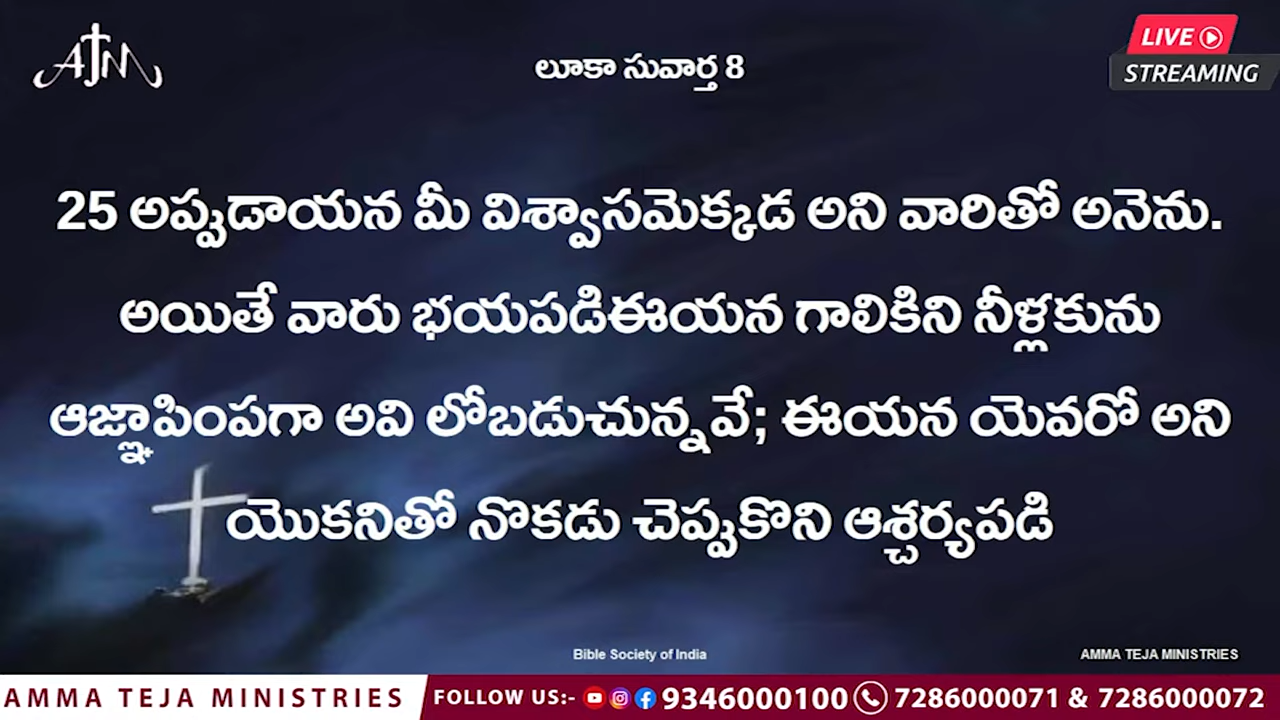 AJM
లూకా సువార్త 8
LIVE
STREAMING
25 అప్పుడాయన మీ విశ్వాసమెక్కడ అని వారితో అనెను.
అయితే వారు భయపడిఈయన గాలికిని నీళ్లకును
ఆజ్ఞాపింపగా అవి లోబడుచున్నవే; ఈయన యెవరో అని
యొకనితో నొకడు చెప్పుకొని ఆశ్చర్యపడి
Bible Society of India
AMMA TEJA MINISTRIES
AMMA TEJA MINISTRIES FOLLOW US:- 9346000100 7286000071 & 7286000072